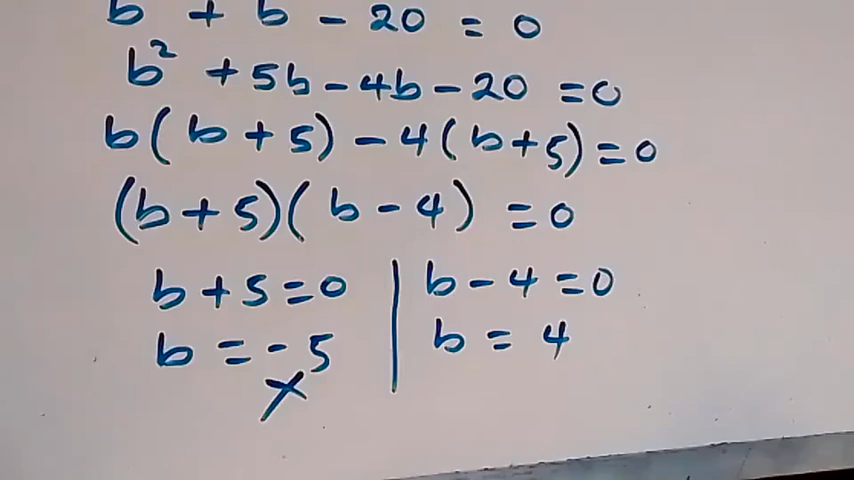 b + b - 20 = 0
b² + 5b - 4b - 20 = 0
b(b + 5) - 4(b + 5) = 0
(b + 5)(b - 4) = 0
b + 5 = 0 | b - 4 = 0
b = - 5 | b = 4
x